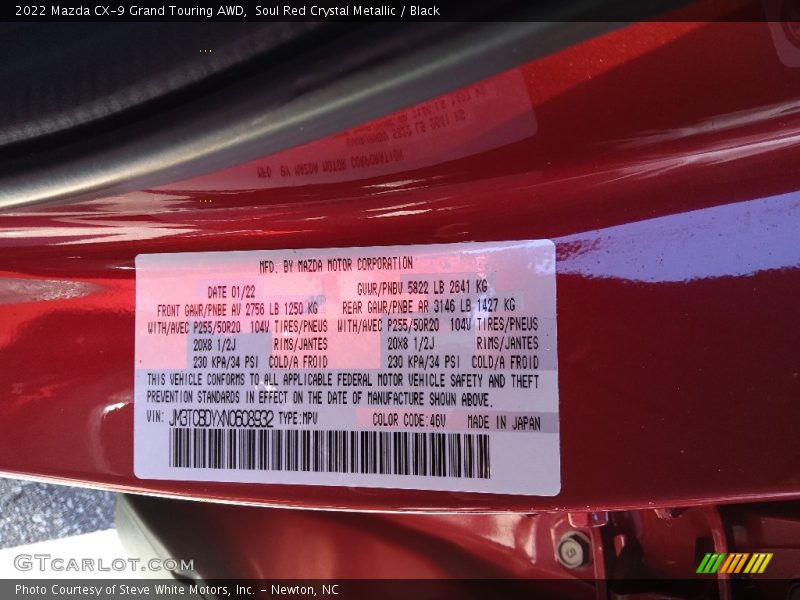 2022 Mazda CX-9 Grand Touring AWD,  Soul Red Crystal Metallic / Black
MFD. BY MAZDA MOTOR CORPORATION
DATE 01/22 GVWR/PNBV 5822 LB 2641 KG
FRONT GAWR/PNBE AV 2756 LB 1250 KG REAR GAWR/PNBE AR 3146 LB 1427 KG
WITH/AVEC P255/50R20 104V TIRES/PNEUS WITH/AVEC P255/50R20 104V TIRES/PNEUS
20X8 1/2J RIMS/JANTES 20X8 1/2J RIMS/JANTES
230 KPA/34 PSI COLD/A FROID 230 KPA/34 PSI COLD/A FROID
THIS VEHICLE CONFORMS TO ALL APPLICABLE FEDERAL MOTOR VEHICLE SAFETY AND THEFT
PREVENTION STANDARDS IN EFFECT ON THE DATE OF MANUFACTURE SHOWN ABOVE.
VIN: JM3TCBDYXN0608932 TYPE:MPV COLOR CODE:46V MADE IN JAPAN
GTcarlot.com
Photo Courtesy of Steve White Motors, Inc. – Newton, NC